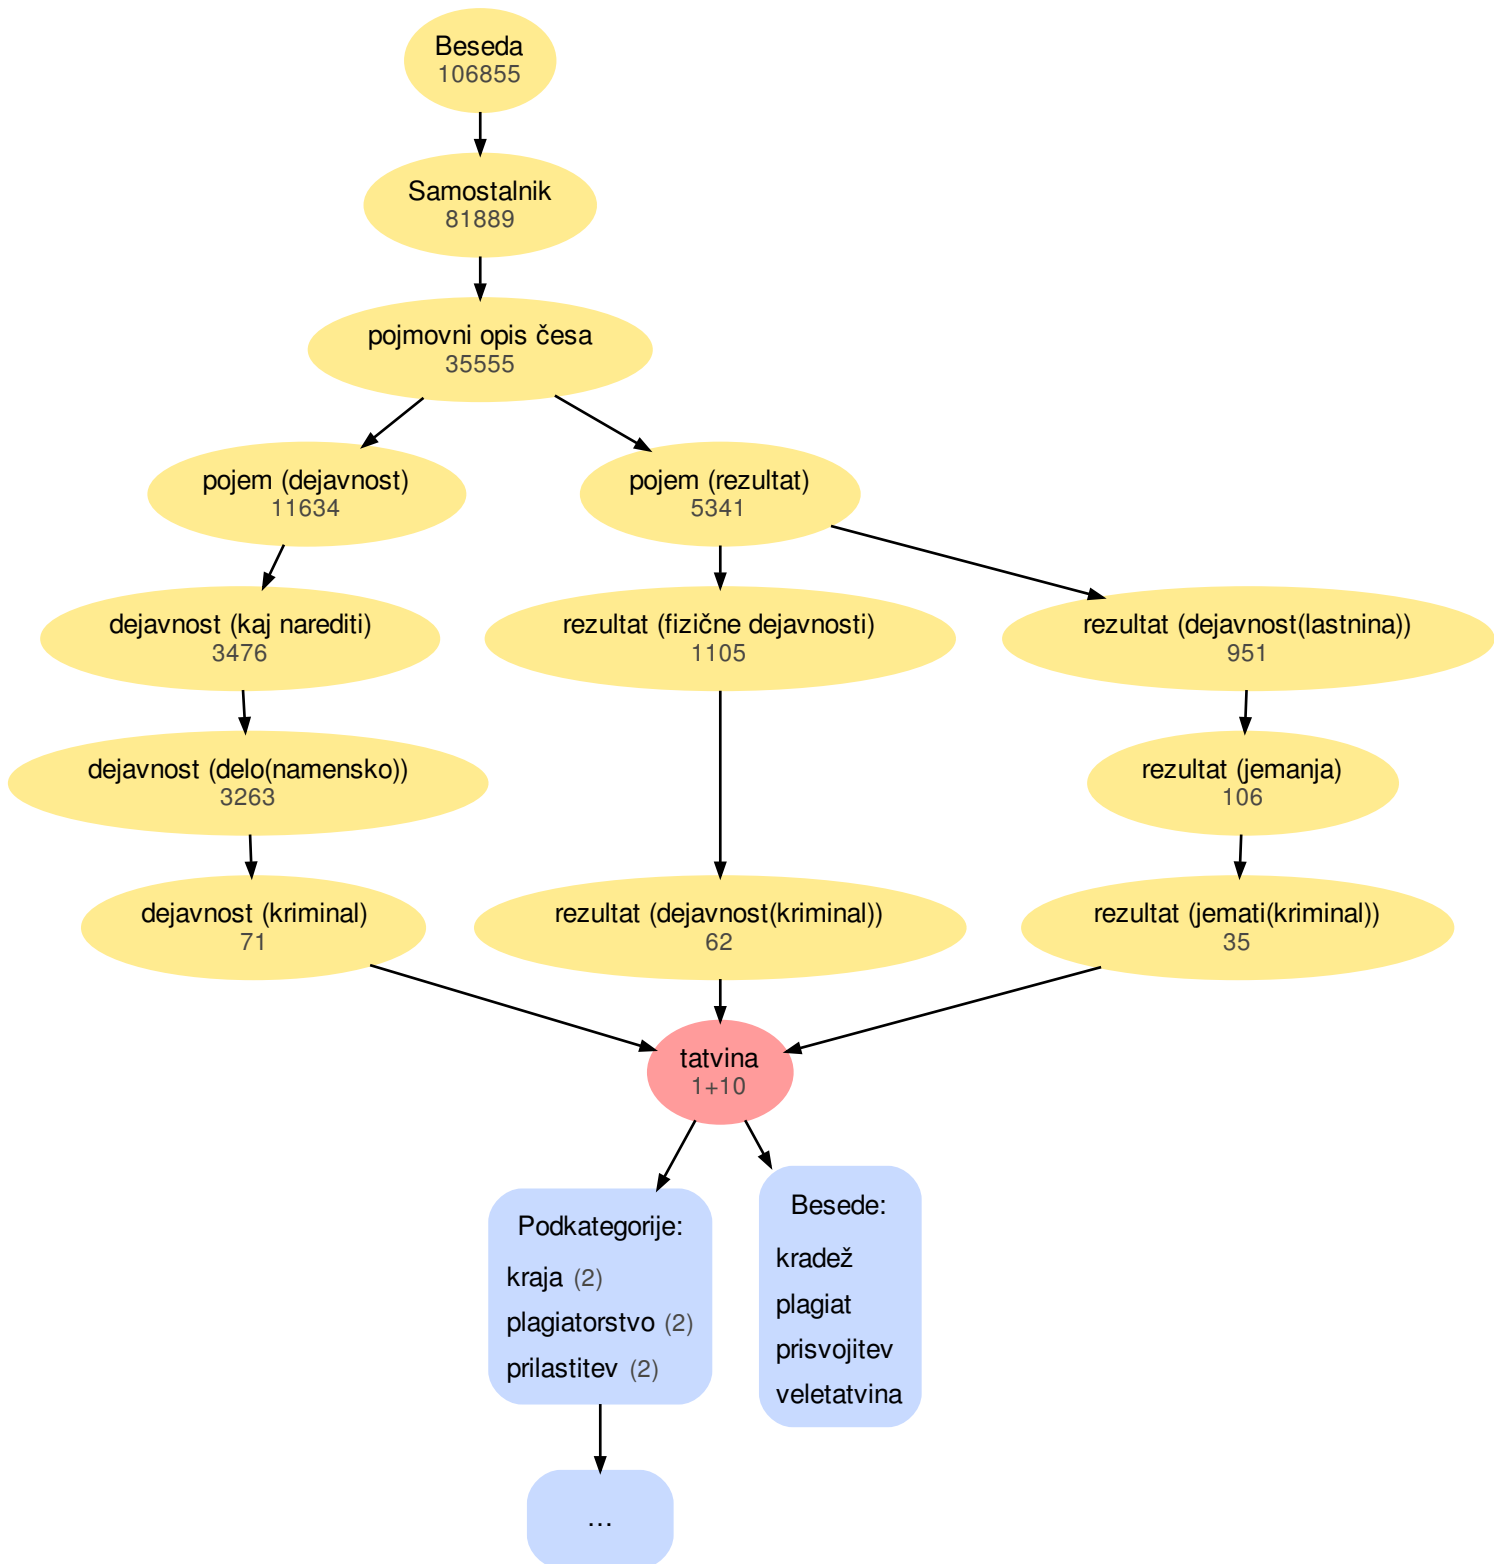 Beseda
106855
Samostalnik
81889
pojmovni opis česa
35555
pojem (dejavnost)
11634
pojem (rezultat)
5341
dejavnost (kaj narediti)
3476
rezultat (fizične dejavnosti)
1105
rezultat (dejavnost(lastnina))
951
dejavnost (delo(namensko))
3263
rezultat (jemanja)
106
dejavnost (kriminal)
71
rezultat (dejavnost(kriminal))
62
rezultat (jemati(kriminal))
35
tatvina
1+10
Podkategorije:
kraja (2)
plagiatorstvo (2)
prilastitev (2)
Besede:
kradež
plagiat
prisvojitev
veletatvina
...